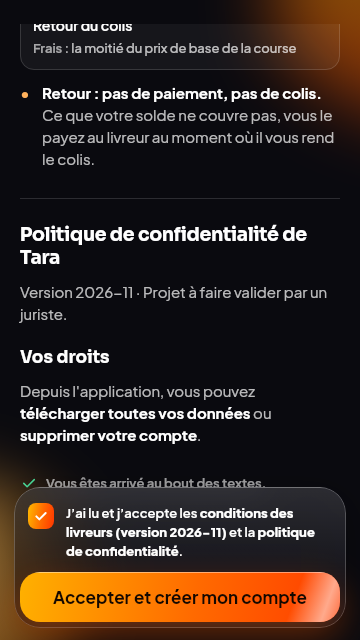 Retour du colis
Frais : la moitié du prix de base de la course
Retour : pas de paiement, pas de colis.
Ce que votre solde ne couvre pas, vous le
payez au livreur au moment où il vous rend
le colis.
Politique de confidentialité de
Tara
Version 2026-11 · Projet à faire valider par un
juriste.
Vos droits
Depuis l'application, vous pouvez
télécharger toutes vos données ou
supprimer votre compte.
Vous êtes arrivé au bout des textes.
J'ai lu et j'accepte les conditions des
livreurs (version 2026-11) et la politique
de confidentialité.
Accepter et créer mon compte